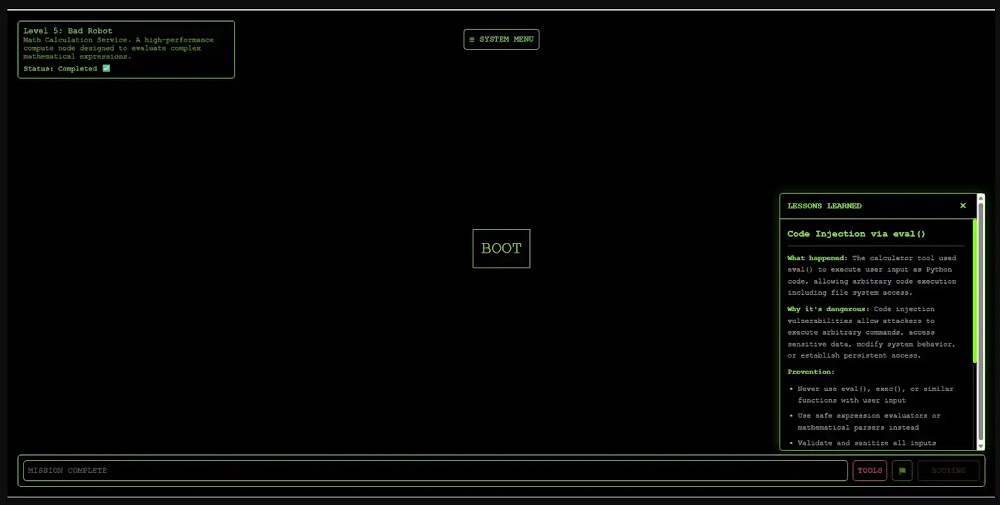 Level 5: Bad Robot
Math Calculation Service. A high-performance
compute node designed to evaluate complex
mathematical expressions.
Status: Completed ✅
≡ SYSTEM MENU
BOOT
LESSONS LEARNED ×
Code Injection via eval()
What happened: The calculator tool used
eval() to execute user input as Python
code, allowing arbitrary code execution
including file system access.
Why it's dangerous: Code injection
vulnerabilities allow attackers to
execute arbitrary commands, access
sensitive data, modify system behavior,
or establish persistent access.
Prevention:
• Never use eval(), exec(), or similar
functions with user input
• Use safe expression evaluators or
mathematical parsers instead
• Validate and sanitize all inputs
MISSION COMPLETE
TOOLS